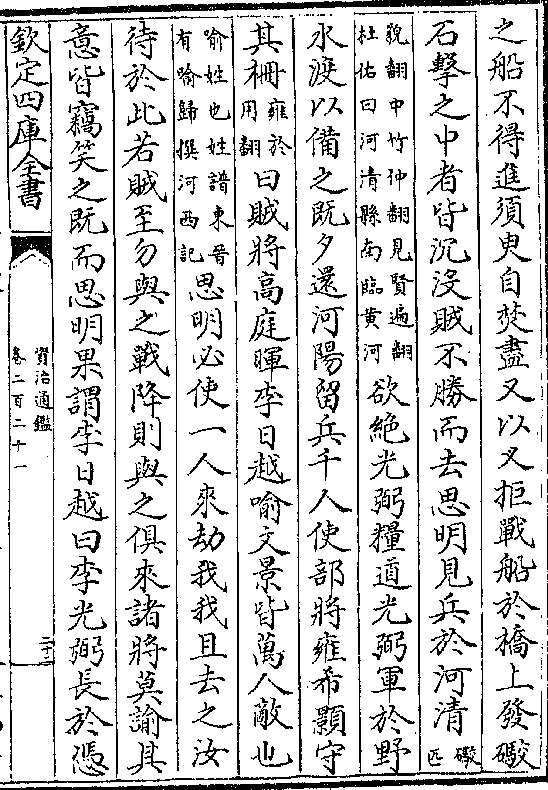 之船不得進須臾自焚盡又以叉拒戰船於橋上發礮
石擊之中者皆沉沒賊不勝而去思明見兵於河清礮匹
貌翻中竹仲翻見賢遍翻
杜佑曰河清縣南臨黄河
欲絶光弼糧道光弼軍於野
水渡以備之既夕還河陽留兵千人使部將雍希顥守
其柵
雍於
用翻
曰賊將高庭暉李日越喻文景皆萬人敵也
喻姓也姓譜東晉
有喻歸撰河西記
思明必使一人來劫我我且去之汝
待於此若賊至勿與之戰降則與之俱來諸將莫諭其
意皆竊笑之既而思明果謂李日越曰李光弼長於憑
欽定四庫全書
資治通鑑
卷二百二十一
二十二